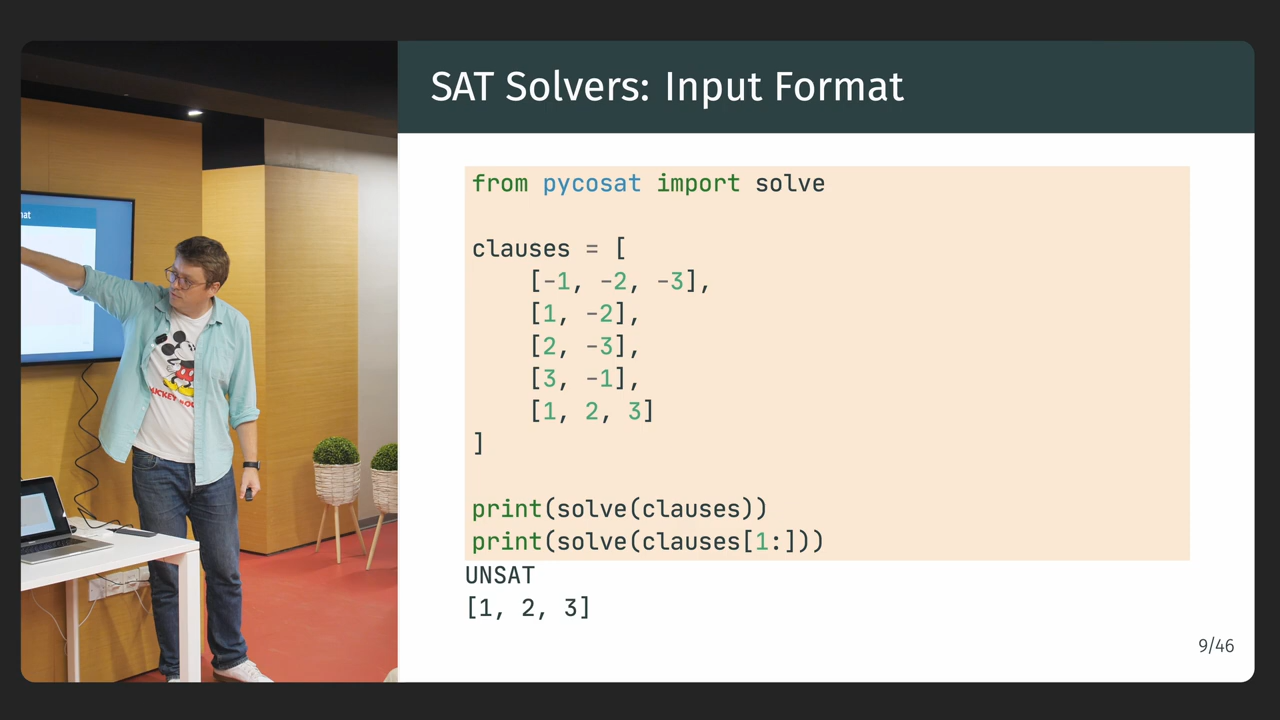 SAT Solvers: Input Format
from pycosat import solve
clauses = [
[-1, -2, -3],
[1, -2],
[2, -3],
[3, -1],
[1, 2, 3]
]
print(solve(clauses))
print(solve(clauses[1:]))
UNSAT
[1, 2, 3]
9/46